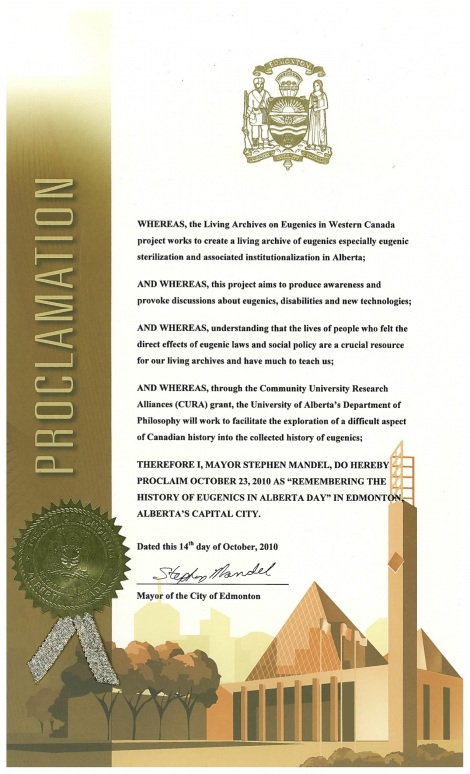 EDMONTON
PROCLAMATION
WHEREAS, the Living Archives on Eugenics in Western Canada
project works to create a living archive of eugenics especially eugenic
sterilization and associated institutionalization in Alberta;
AND WHEREAS, this project aims to produce awareness and
provoke discussions about eugenics, disabilities and new technologies;
AND WHEREAS, understanding that the lives of people who felt the
direct effects of eugenic laws and social policy are a crucial resource
for our living archives and have much to teach us;
AND WHEREAS, through the Community University Research
Alliances (CURA) grant, the University of Alberta's Department of
Philosophy will work to facilitate the exploration of a difficult aspect
of Canadian history into the collected history of eugenics;
THEREFORE I, MAYOR STEPHEN MANDEL, DO HEREBY
PROCLAIM OCTOBER 23, 2010 AS “REMEMBERING THE
HISTORY OF EUGENICS IN ALBERTA DAY” IN EDMONTON,
ALBERTA'S CAPITAL CITY.
Dated this 14th day of October, 2010
Stephen Mandel
Mayor of the City of Edmonton